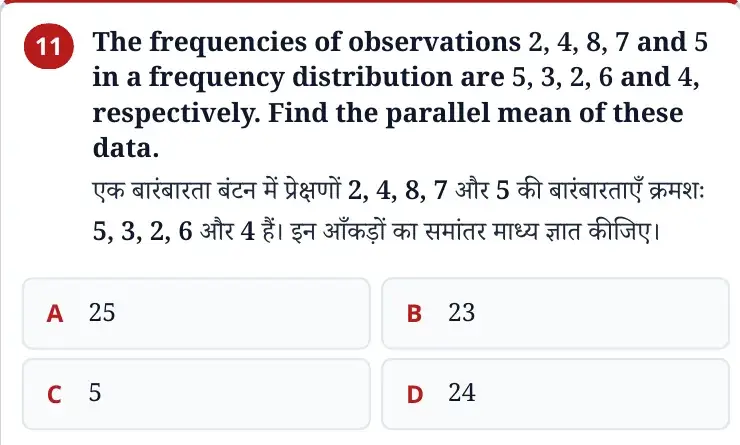 11 The frequencies of observations 2, 4, 8, 7 and 5
in a frequency distribution are 5, 3, 2, 6 and 4,
respectively. Find the parallel mean of these
data.
एक बारंबारता बंटन में प्रेक्षणों 2, 4, 8, 7 और 5 की बारंबारताएँ क्रमशः
5, 3, 2, 6 और 4 हैं। इन आँकड़ों का समांतर माध्य ज्ञात कीजिए।
A 25
B 23
C 5
D 24